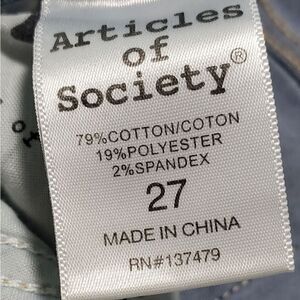 Articles
of
Society®
79%COTTON/COTON
19%POLYESTER
2%SPANDEX
27
MADE IN CHINA
RN#137479